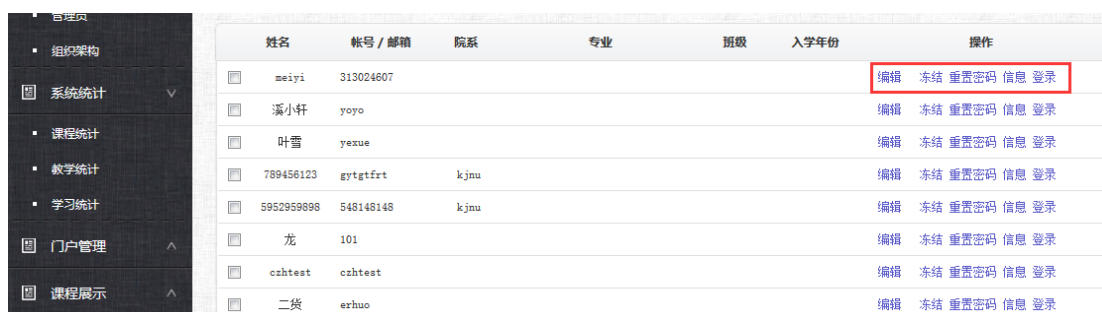 管理员
组织架构
系统统计
课程统计
教学统计
学习统计
门户管理
课程展示
姓名 帐号 / 邮箱 院系 专业 班级 入学年份 操作
meiyi 313024607 编辑 冻结 重置密码 信息 登录
溪小轩 yoyo 编辑 冻结 重置密码 信息 登录
叶雪 yexue 编辑 冻结 重置密码 信息 登录
789456123 gytgtfrt kjnu 编辑 冻结 重置密码 信息 登录
5952959898 548148148 kjnu 编辑 冻结 重置密码 信息 登录
龙 101 编辑 冻结 重置密码 信息 登录
czhtest czhtest 编辑 冻结 重置密码 信息 登录
二货 erhuo 编辑 冻结 重置密码 信息 登录